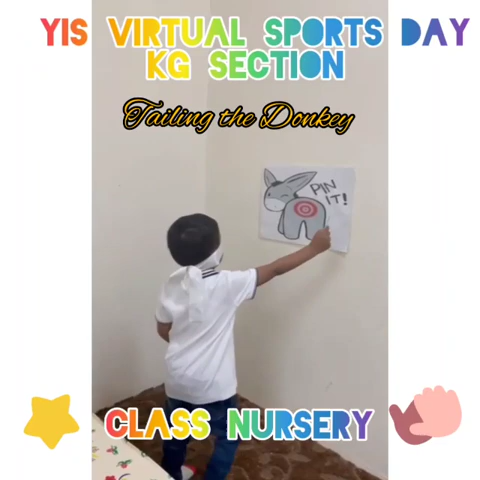 YIS VIRTUAL SPORTS DAY
KG SECTION
Tailing the Donkey
PIN
IT!
CLASS NURSERY